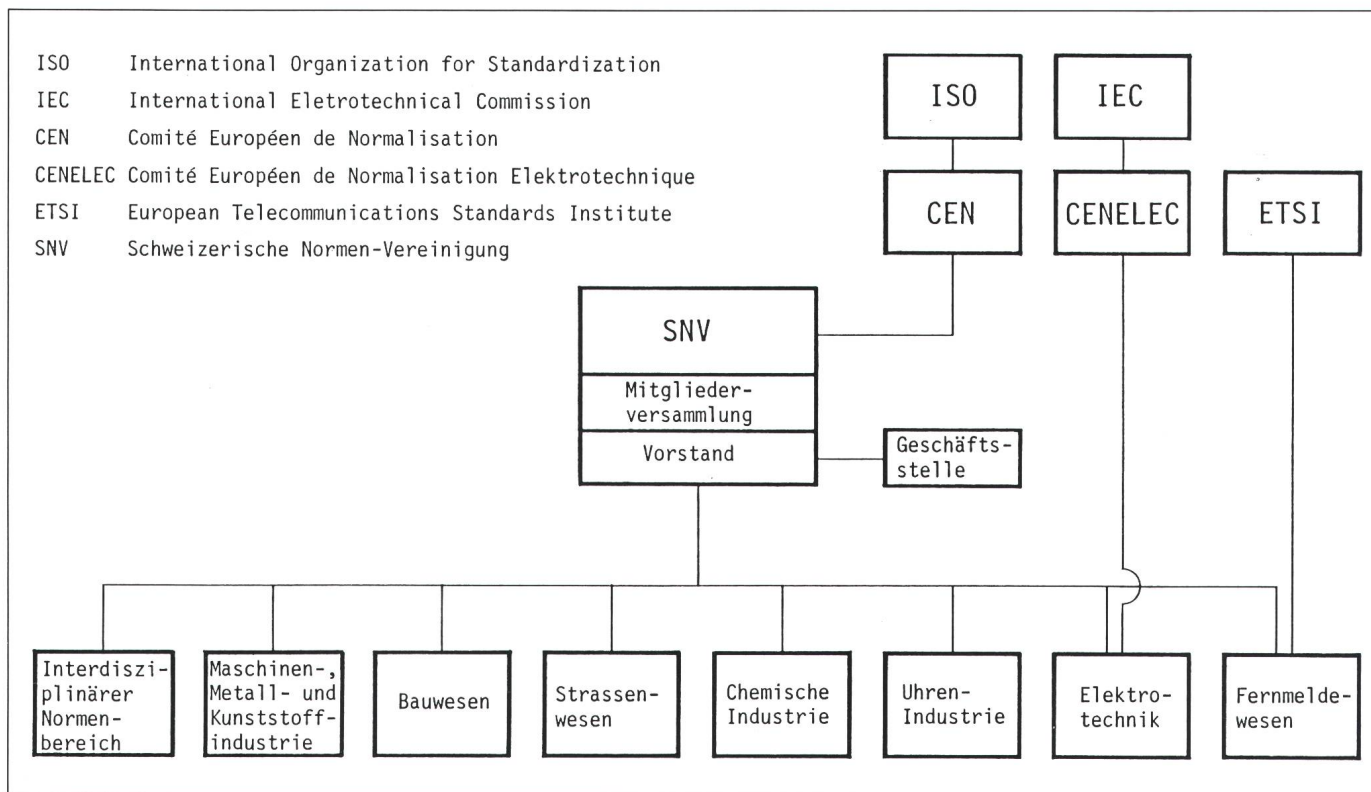 ISO International Organization for Standardization
IEC International Eletrotechnical Commission
CEN Comité Européen de Normalisation
CENELEC Comité Européen de Normalisation Elektrotechnique
ETSI European Telecommunications Standards Institute
SNV Schweizerische Normen-Vereinigung
ISO
IEC
CEN
CENELEC
ETSI
SNV
Mitglieder-
versammlung
Vorstand
Geschäfts-
stelle
Interdiszi-
plinärer
Normen-
bereich
Maschinen-,
Metall- und
Kunststoff-
industrie
Bauwesen
Strassen-
wesen
Chemische
Industrie
Uhren-
Industrie
Elektro-
technik
Fernmelde-
wesen